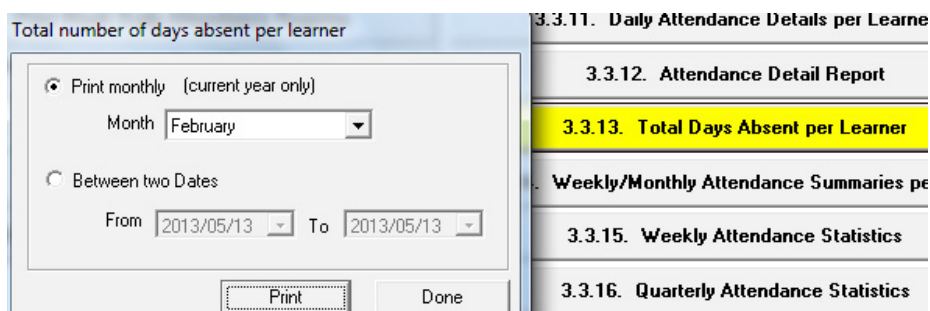 Total number of days absent per learner
Print monthly (current year only)
Month February
Between two Dates
From 2013/05/13 To 2013/05/13
Print Done
3.3.11. Daily Attendance Details per Learne
3.3.12. Attendance Detail Report
3.3.13. Total Days Absent per Learner
. Weekly/Monthly Attendance Summaries pe
3.3.15. Weekly Attendance Statistics
3.3.16. Quarterly Attendance Statistics